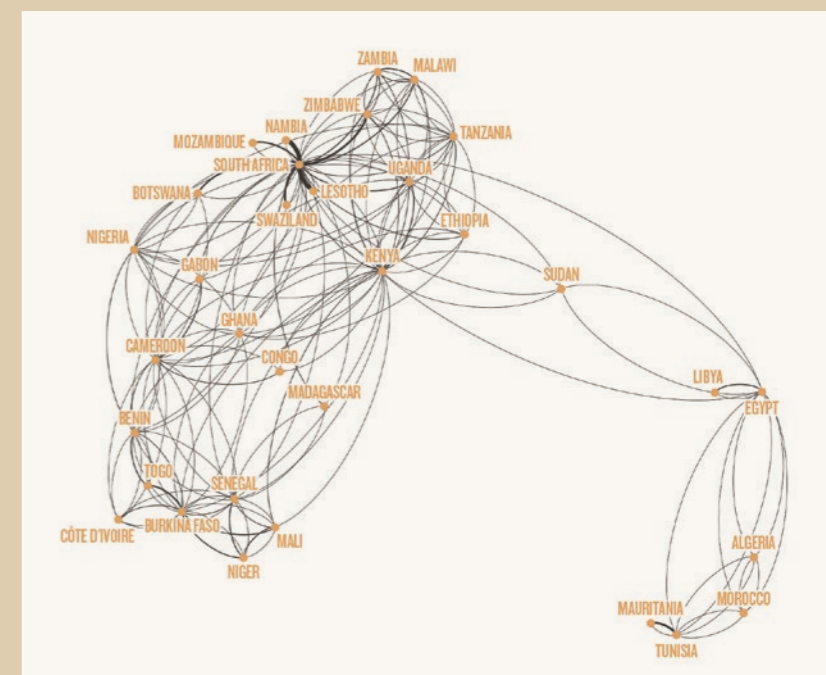 ZAMBIA
MALAWI
ZIMBABWE
NAMBIA
TANZANIA
MOZAMBIQUE
SOUTH AFRICA
UGANDA
BOTSWANA
LESOTHO
SWAZILAND
ETHIOPIA
NIGERIA
GABON
KENYA
SUDAN
GHANA
CAMEROON
CONGO
LIBYA
MADAGASCAR
EGYPT
BENIN
TOGO
SENEGAL
BURKINA FASO
CÔTE D'IVOIRE
MALI
ALGERIA
NIGER
MOROCCO
MAURITANIA
TUNISIA